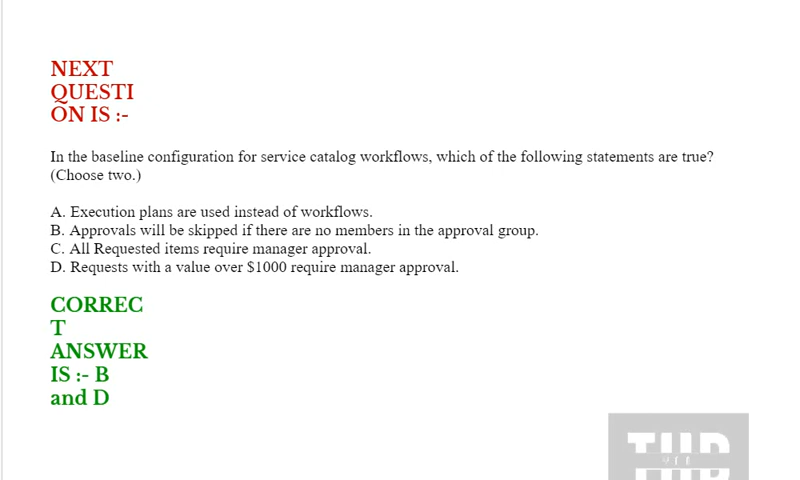 NEXT
QUESTI
ON IS :-
In the baseline configuration for service catalog workflows, which of the following statements are true?
(Choose two.)
A. Execution plans are used instead of workflows.
B. Approvals will be skipped if there are no members in the approval group.
C. All Requested items require manager approval.
D. Requests with a value over $1000 require manager approval.
CORREC
T
ANSWER
IS :- B
and D